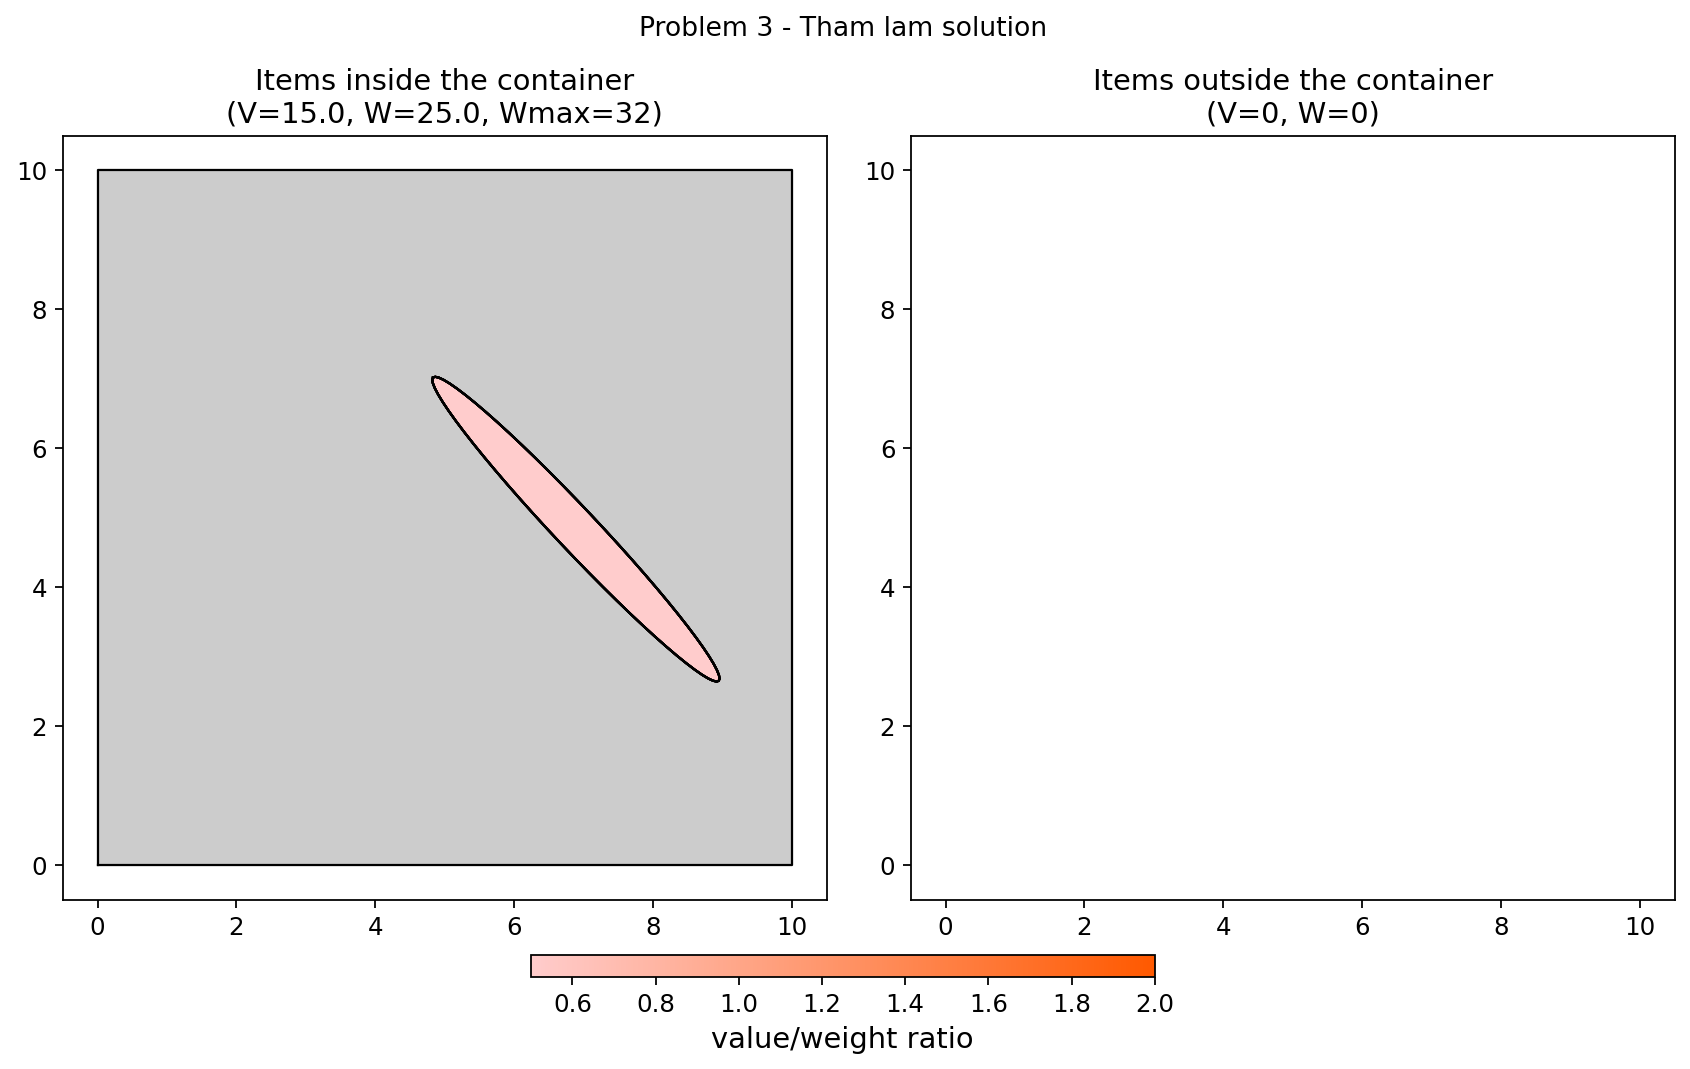 Problem 3 - Tham lam solution
Items inside the container
(V=15.0, W=25.0, Wmax=32)
10
8
6
4
2
0
0 2 4 6 8 10
Items outside the container
(V=0, W=0)
10
8
6
4
2
0
0 2 4 6 8 10
0.6 0.8 1.0 1.2 1.4 1.6 1.8 2.0
value/weight ratio